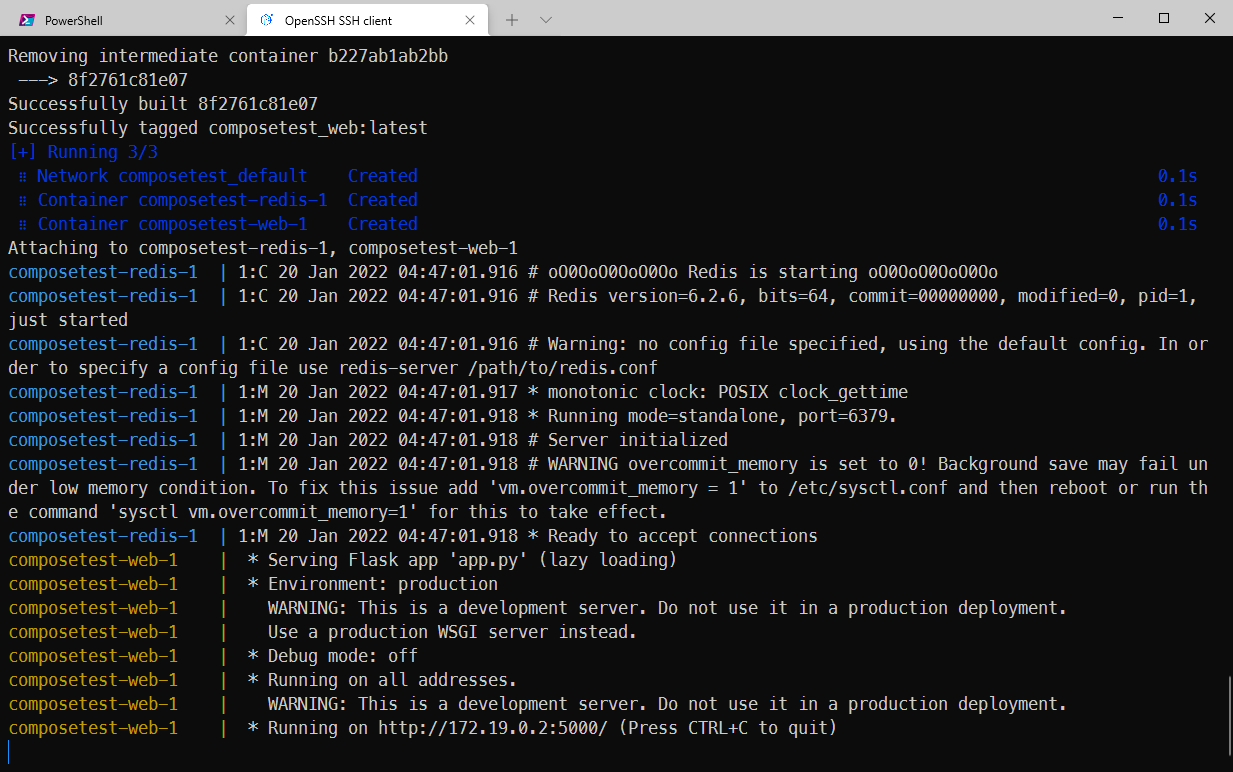 PowerShell
OpenSSH SSH client
Removing intermediate container b227ab1ab2bb
 ---> 8f2761c81e07
Successfully built 8f2761c81e07
Successfully tagged composetest_web:latest
[+] Running 3/3
 ⠿ Network composetest_default    Created    0.1s
 ⠿ Container composetest-redis-1  Created    0.1s
 ⠿ Container composetest-web-1    Created    0.1s
Attaching to composetest-redis-1, composetest-web-1
composetest-redis-1  | 1:C 20 Jan 2022 04:47:01.916 # oO0OoO0OoO0Oo Redis is starting oO0OoO0OoO0Oo
composetest-redis-1  | 1:C 20 Jan 2022 04:47:01.916 # Redis version=6.2.6, bits=64, commit=00000000, modified=0, pid=1,
just started
composetest-redis-1  | 1:C 20 Jan 2022 04:47:01.916 # Warning: no config file specified, using the default config. In or
der to specify a config file use redis-server /path/to/redis.conf
composetest-redis-1  | 1:M 20 Jan 2022 04:47:01.917 * monotonic clock: POSIX clock_gettime
composetest-redis-1  | 1:M 20 Jan 2022 04:47:01.918 * Running mode=standalone, port=6379.
composetest-redis-1  | 1:M 20 Jan 2022 04:47:01.918 # Server initialized
composetest-redis-1  | 1:M 20 Jan 2022 04:47:01.918 # WARNING overcommit_memory is set to 0! Background save may fail un
der low memory condition. To fix this issue add 'vm.overcommit_memory = 1' to /etc/sysctl.conf and then reboot or run th
e command 'sysctl vm.overcommit_memory=1' for this to take effect.
composetest-redis-1  | 1:M 20 Jan 2022 04:47:01.918 * Ready to accept connections
composetest-web-1    |  * Serving Flask app 'app.py' (lazy loading)
composetest-web-1    |  * Environment: production
composetest-web-1    |    WARNING: This is a development server. Do not use it in a production deployment.
composetest-web-1    |    Use a production WSGI server instead.
composetest-web-1    |  * Debug mode: off
composetest-web-1    |  * Running on all addresses.
composetest-web-1    |    WARNING: This is a development server. Do not use it in a production deployment.
composetest-web-1    |  * Running on http://172.19.0.2:5000/ (Press CTRL+C to quit)